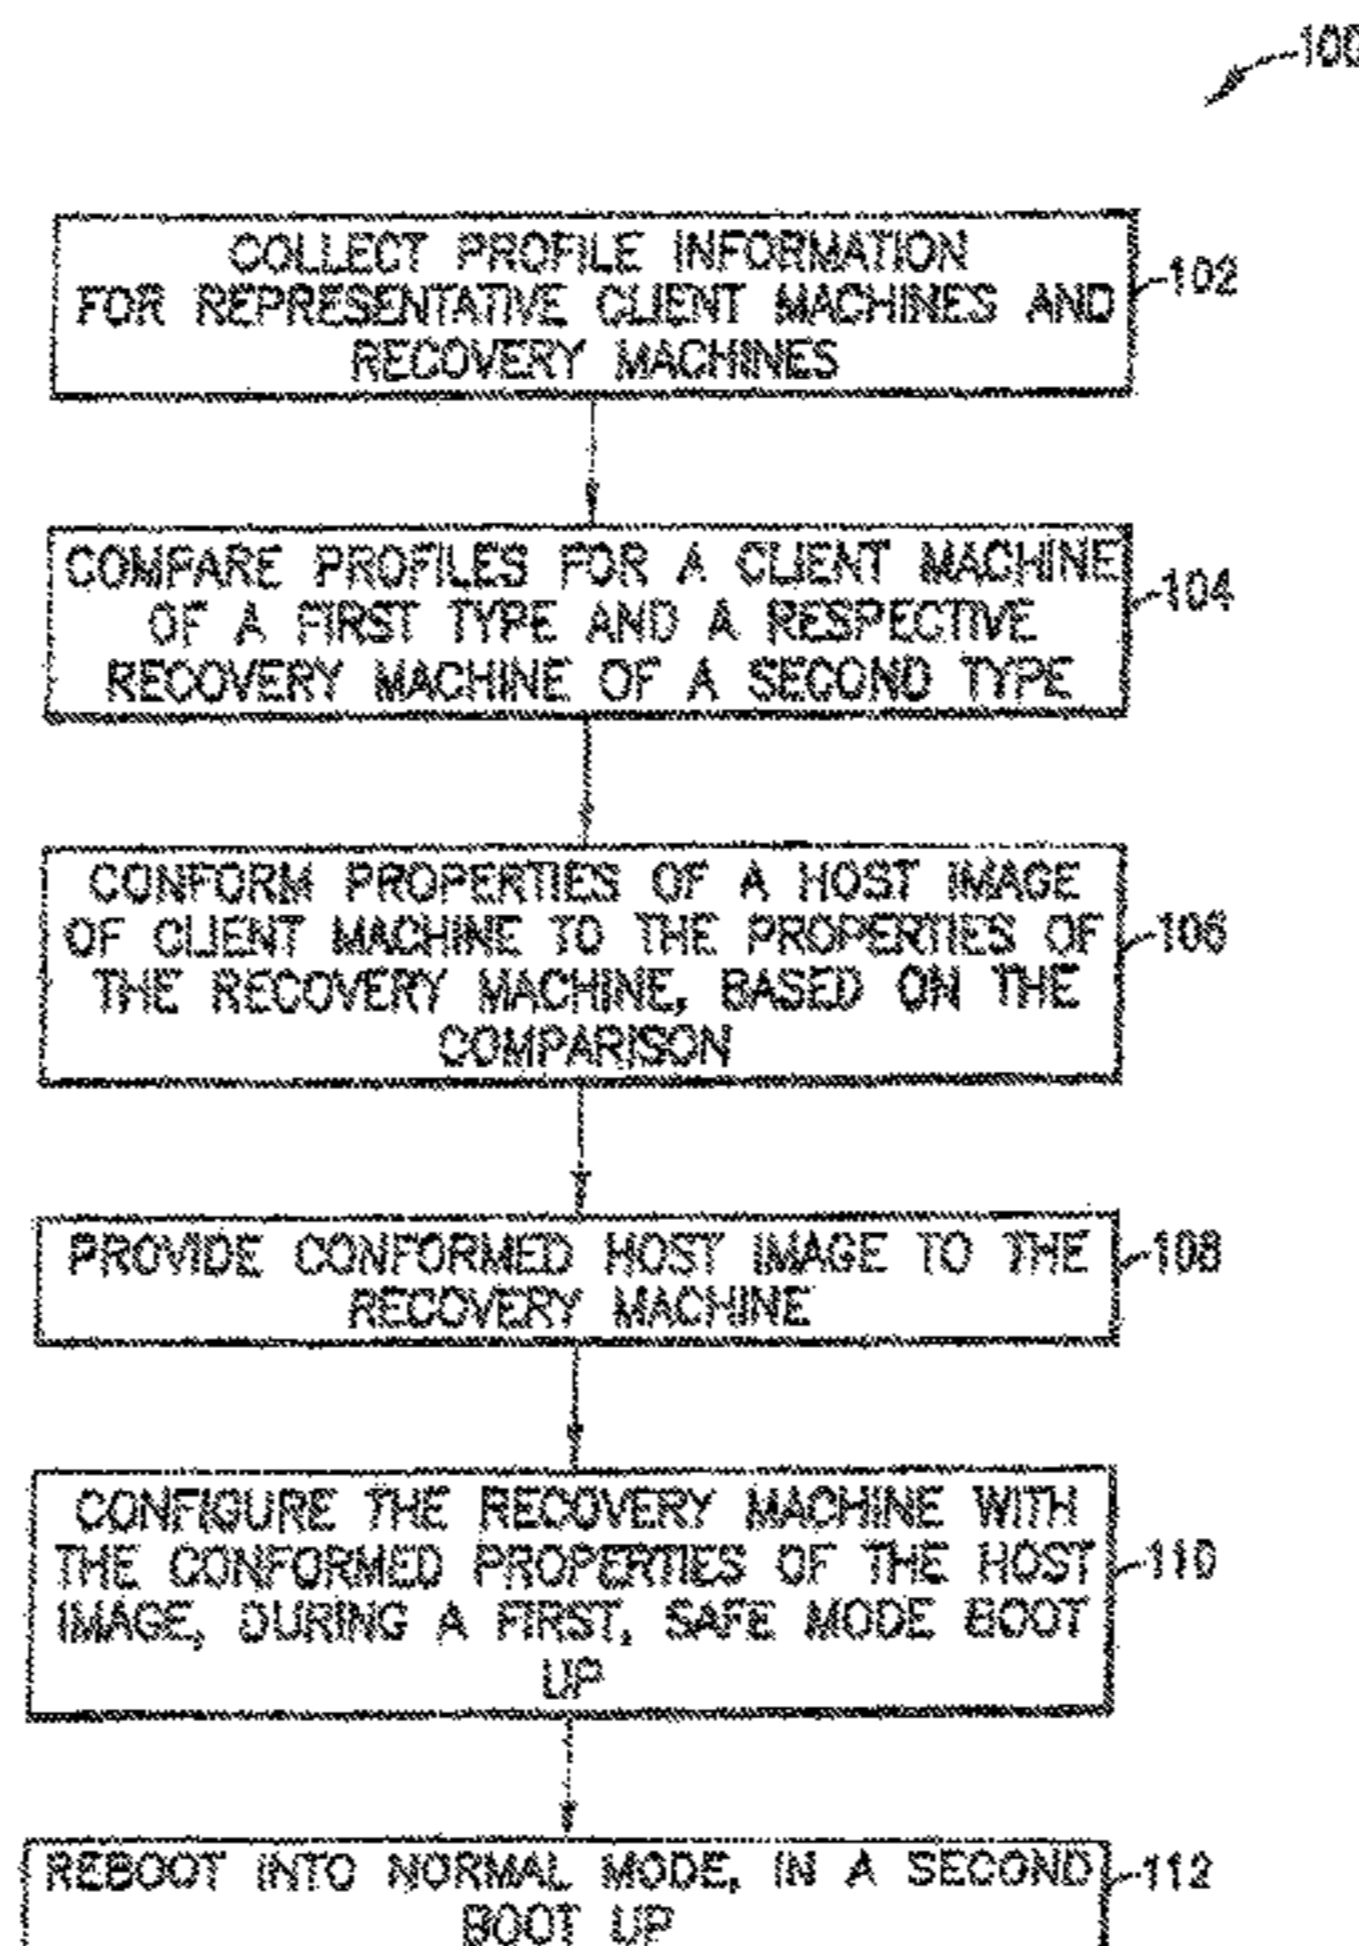 100
COLLECT PROFILE INFORMATION
FOR REPRESENTATIVE CLIENT MACHINES AND
RECOVERY MACHINES
102
COMPARE PROFILES FOR A CLIENT MACHINE
OF A FIRST TYPE AND A RESPECTIVE
RECOVERY MACHINE OF A SECOND TYPE
104
CONFORM PROPERTIES OF A HOST IMAGE
OF CLIENT MACHINE TO THE PROPERTIES OF
THE RECOVERY MACHINE, BASED ON THE
COMPARISON
106
PROVIDE CONFORMED HOST IMAGE TO THE
RECOVERY MACHINE
108
CONFIGURE THE RECOVERY MACHINE WITH
THE CONFORMED PROPERTIES OF THE HOST
IMAGE, DURING A FIRST, SAFE MODE BOOT
UP
110
REBOOT INTO NORMAL MODE, IN A SECOND
BOOT UP
112